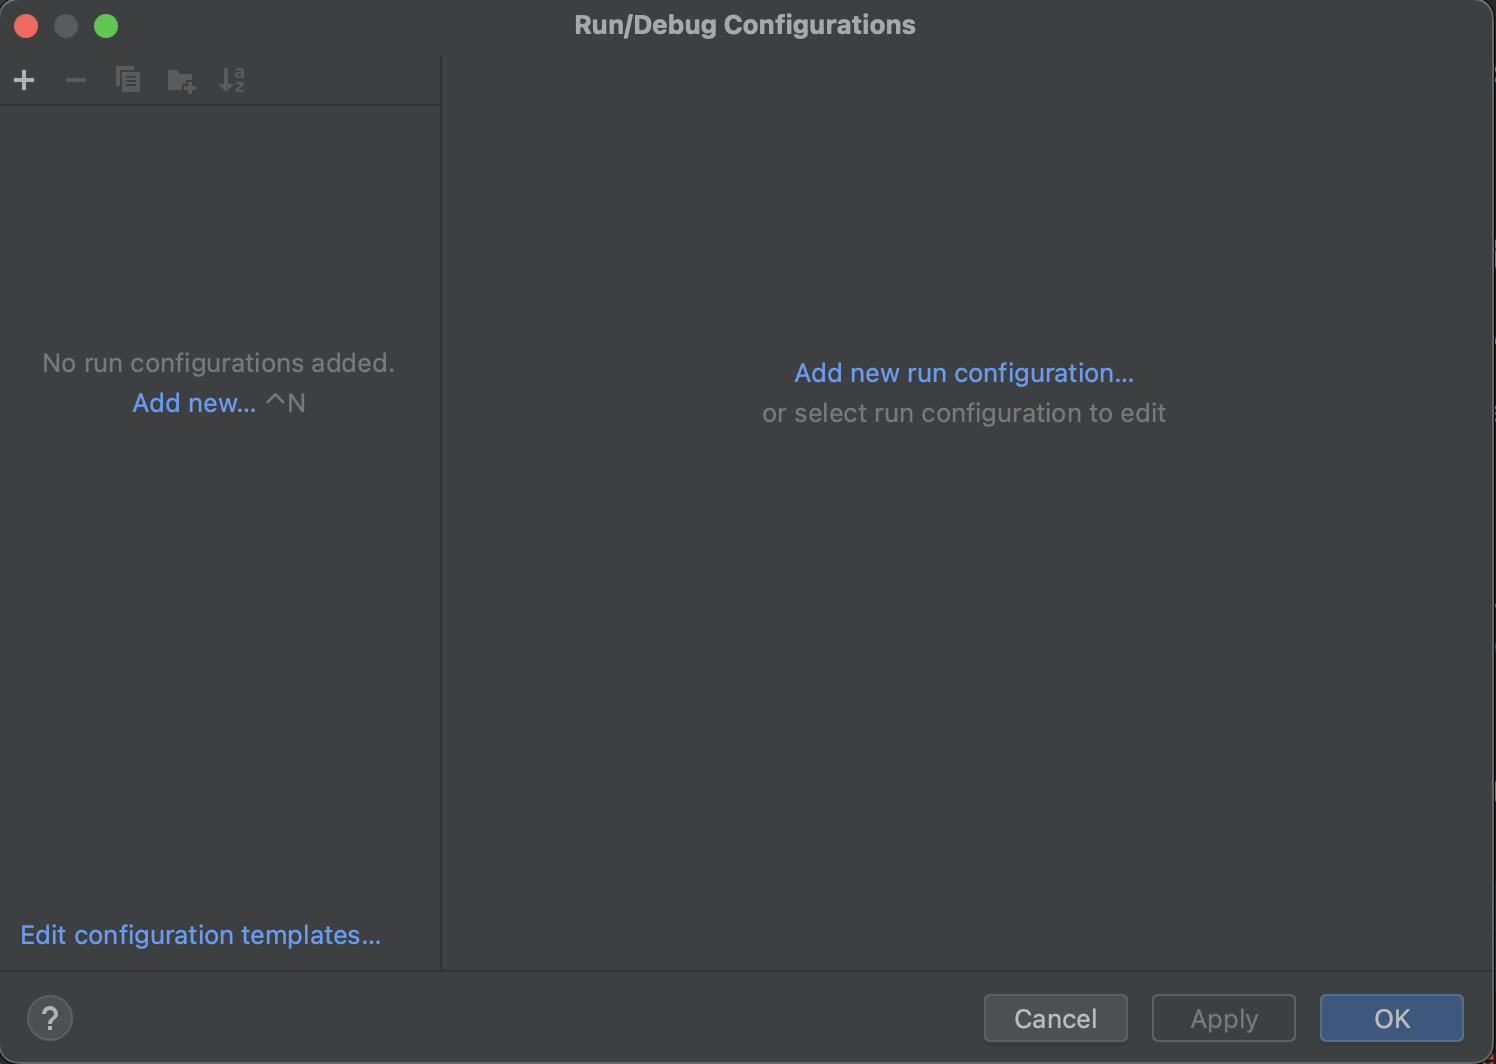 Run/Debug Configurations
No run configurations added.
Add new... ^N
Add new run configuration...
or select run configuration to edit
Edit configuration templates...
?
Cancel
Apply
OK